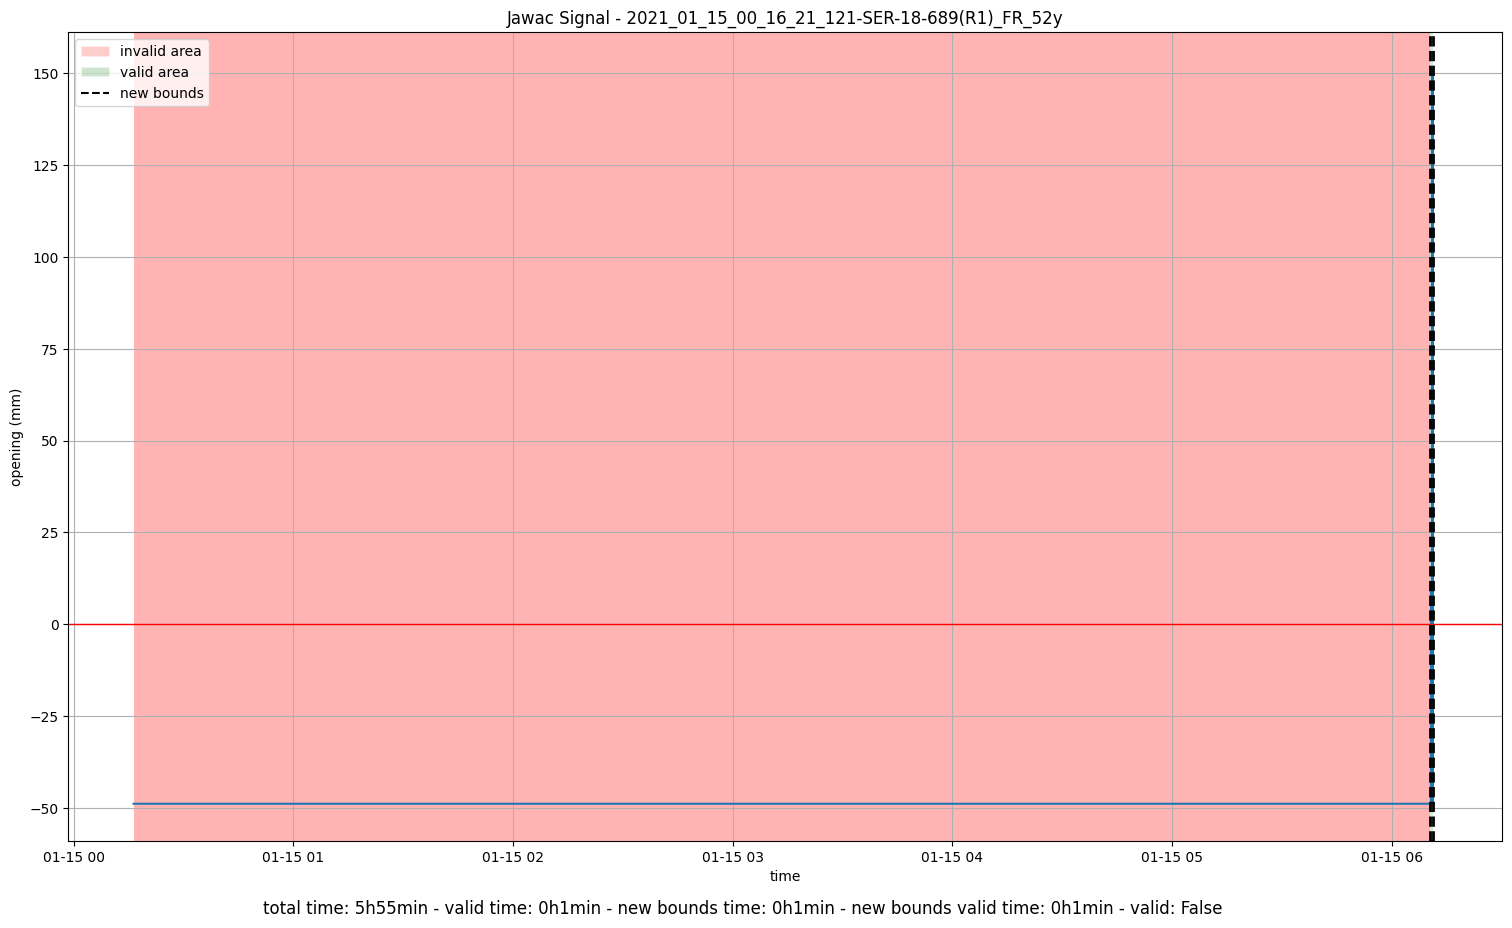 Jawac Signal - 2021_01_15_00_16_21_121-SER-18-689(R1)_FR_52y
invalid area
valid area
new bounds
opening (mm)
150
125
100
75
50
25
0
−25
−50
01-15 00
01-15 01
01-15 02
01-15 03
01-15 04
01-15 05
01-15 06
time
total time: 5h55min - valid time: 0h1min - new bounds time: 0h1min - new bounds valid time: 0h1min - valid: False